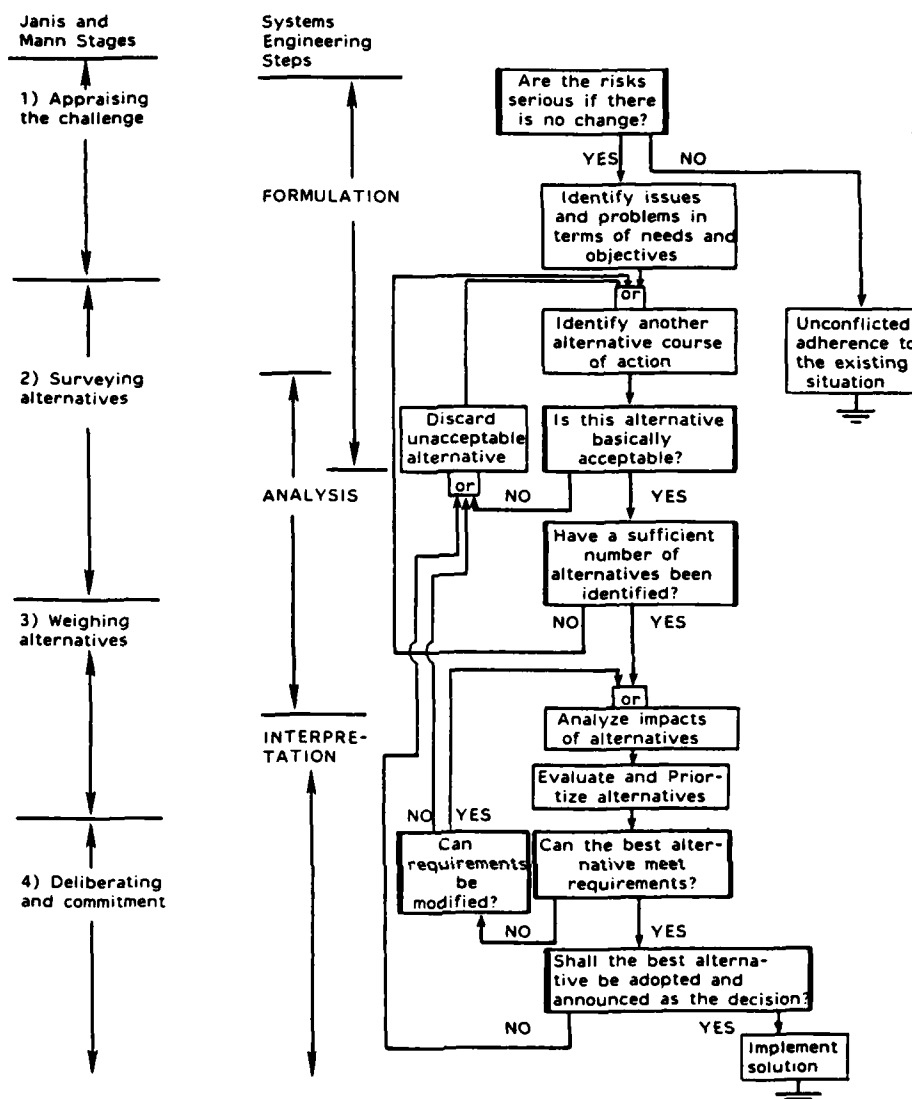 Janis and
Mann Stages
1) Appraising
the challenge
2) Surveying
alternatives
3) Weighing
alternatives
4) Deliberating
and commitment
Systems
Engineering
Steps
FORMULATION
ANALYSIS
INTERPRE-
TATION
Are the risks
serious if there
is no change?
YES
NO
Identify issues
and problems in
terms of needs and
objectives
or
Identify another
alternative course
of action
Unconflicted
adherence to
the existing
situation
Discard
unacceptable
alternative
or
Is this alternative
basically
acceptable?
NO
YES
Have a sufficient
number of
alternatives been
identified?
NO
YES
or
Analyze impacts
of alternatives
Evaluate and Prior-
tize alternatives
NO
YES
Can
requirements
be
modified?
Can the best alter-
native meet
requirements?
NO
YES
Shall the best alterna-
tive be adopted and
announced as the decision?
NO
YES
Implement
solution